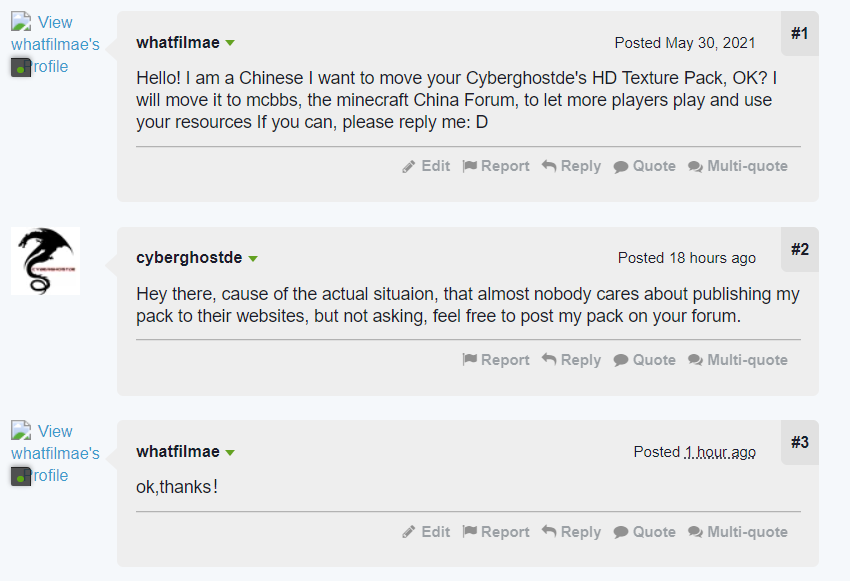 View whatfilmae's Profile
whatfilmae
Posted May 30, 2021
#1
Hello! I am a Chinese I want to move your Cyberghostde's HD Texture Pack, OK? I
will move it to mcbbs, the minecraft China Forum, to let more players play and use
your resources If you can, please reply me: D
Edit Report Reply Quote Multi-quote
CYBERGHOSTDE
cyberghostde
Posted 18 hours ago
#2
Hey there, cause of the actual situaion, that almost nobody cares about publishing my
pack to their websites, but not asking, feel free to post my pack on your forum.
Report Reply Quote Multi-quote
View whatfilmae's Profile
whatfilmae
Posted 1 hour ago
#3
ok,thanks!
Edit Report Reply Quote Multi-quote